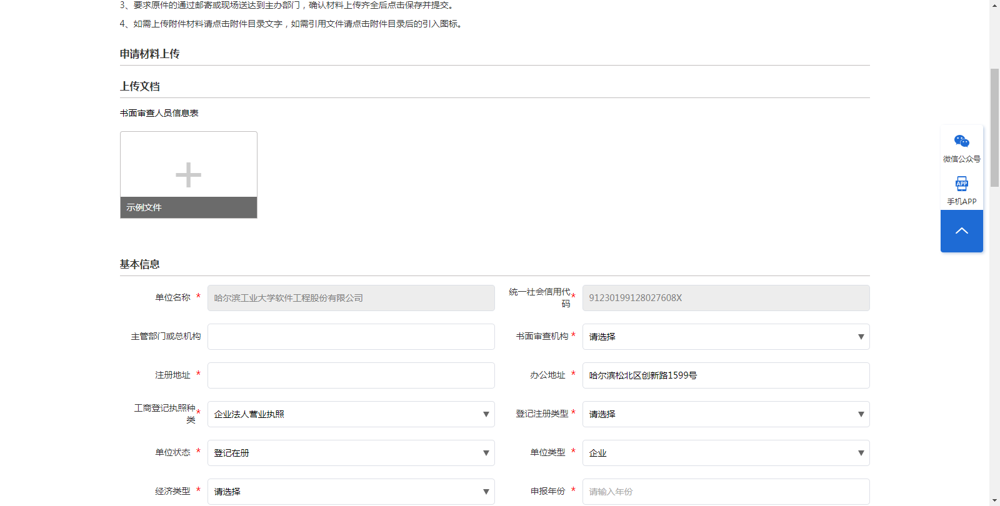 3、要求原件的通过邮寄或现场送达到主办部门，确认材料上传齐全后点击保存并提交。
4、如需上传附件材料请点击附件目录文字，如需引用文件请点击附件目录后的引入图标。
申请材料上传
上传文档
书面审查人员信息表
示例文件
微信公众号
APP
手机APP
基本信息
单位名称 *
哈尔滨工业大学软件工程股份有限公司
统一社会信用代
码 *
91230199128027608X
主管部门或总机构
书面审查机构 *
请选择
注册地址 *
办公地址 *
哈尔滨松北区创新路1599号
工商登记执照种
类 *
企业法人营业执照
登记注册类型 *
请选择
单位状态 *
登记在册
单位类型 *
企业
经济类型 *
请选择
申报年份 *
请输入年份